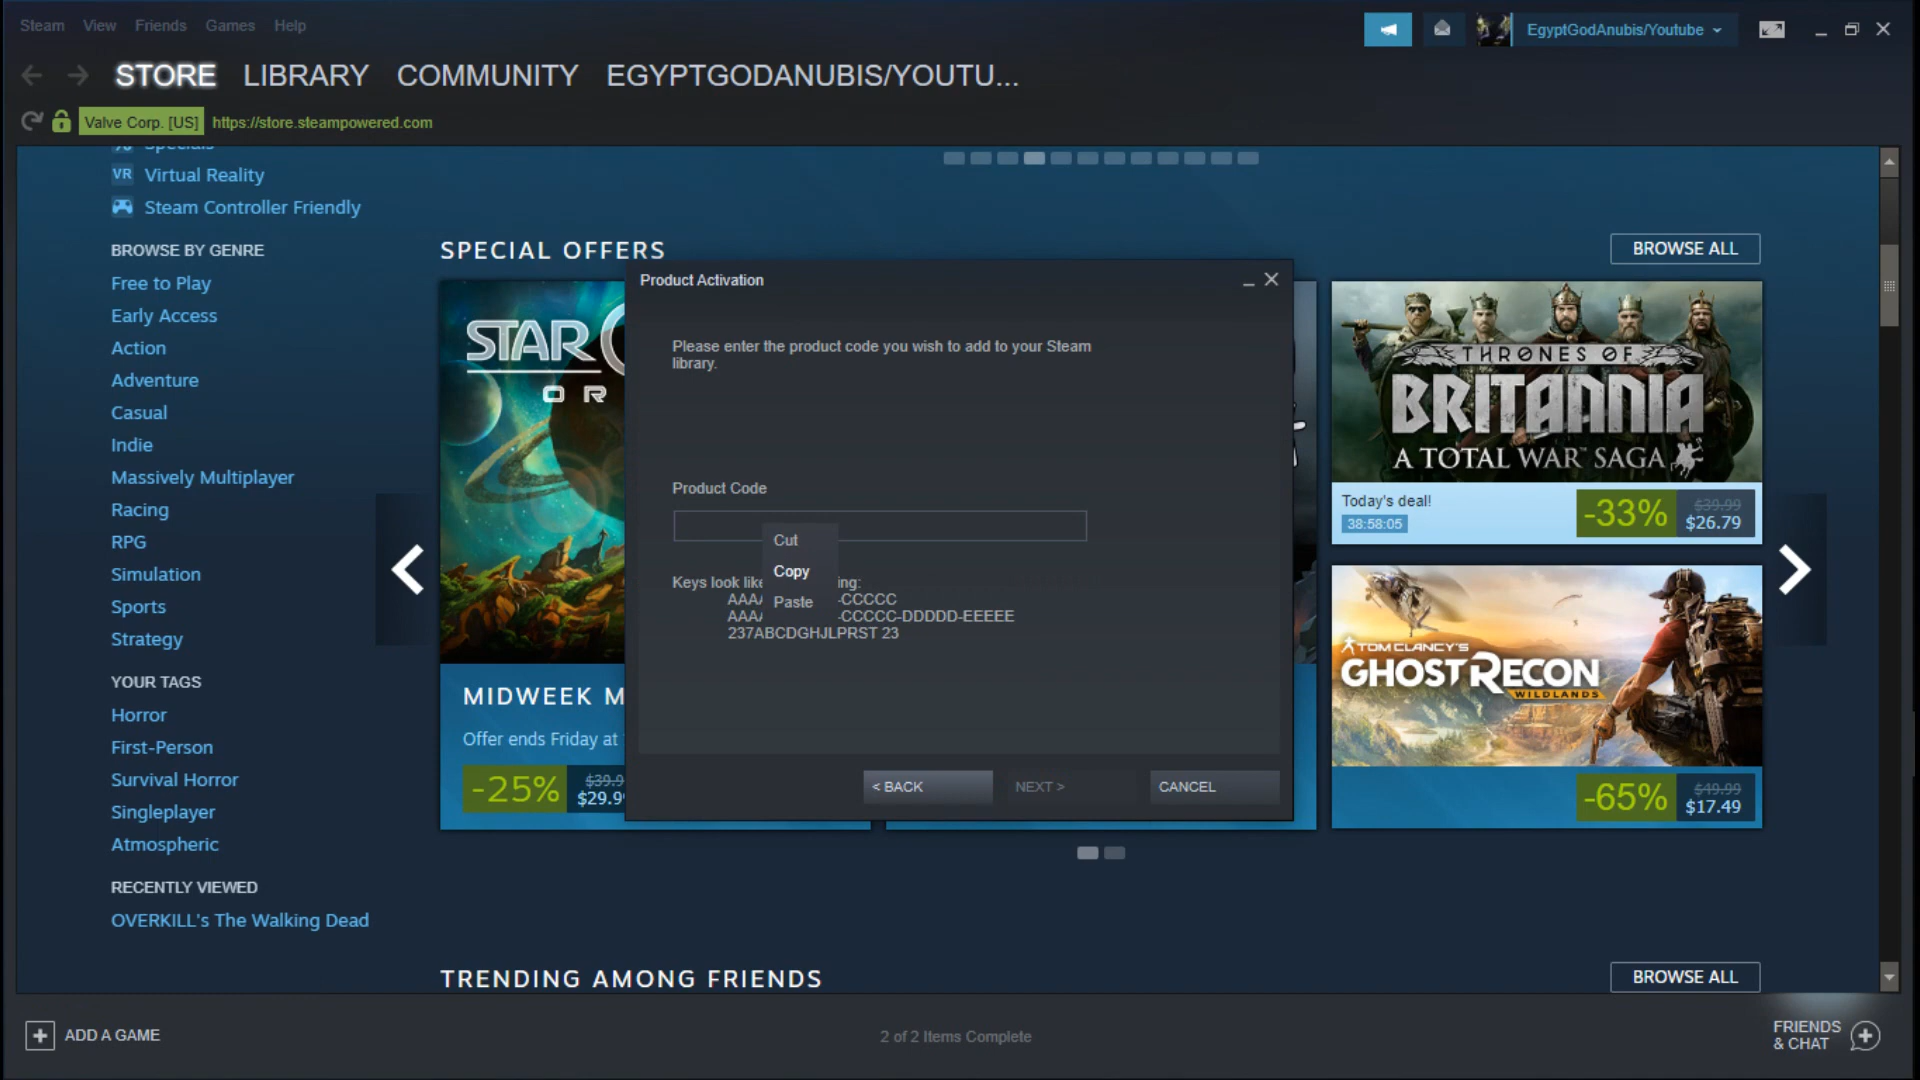 Steam View Friends Games Help
EgyptGodAnubis/Youtube
STORE LIBRARY COMMUNITY EGYPTGODANUBIS/YOUTU...
Valve Corp. [US] https://store.steampowered.com
Specials
VR Virtual Reality
Steam Controller Friendly
BROWSE BY GENRE
Free to Play
Early Access
Action
Adventure
Casual
Indie
Massively Multiplayer
Racing
RPG
Simulation
Sports
Strategy
YOUR TAGS
Horror
First-Person
Survival Horror
Singleplayer
Atmospheric
RECENTLY VIEWED
OVERKILL's The Walking Dead
SPECIAL OFFERS
BROWSE ALL
STAR
OR
MIDWEEK M
Offer ends Friday at
-25%
$39.9
$29.9
Product Activation
Please enter the product code you wish to add to your Steam
library.
Product Code
Cut
Copy
Paste
Keys look like ing:
AAAA -CCCCC
AAAA -CCCCC-DDDDD-EEEEE
237ABCDGHJLPRST 23
< BACK
NEXT >
CANCEL
THRONES OF
BRITANNIA
A TOTAL WAR™ SAGA
Today's deal!
38:58:05
-33%
$39.99
$26.79
TOM CLANCY'S
GHOST RECON
WILDLANDS
-65%
$49.99
$17.49
TRENDING AMONG FRIENDS
BROWSE ALL
ADD A GAME
2 of 2 Items Complete
FRIENDS
& CHAT